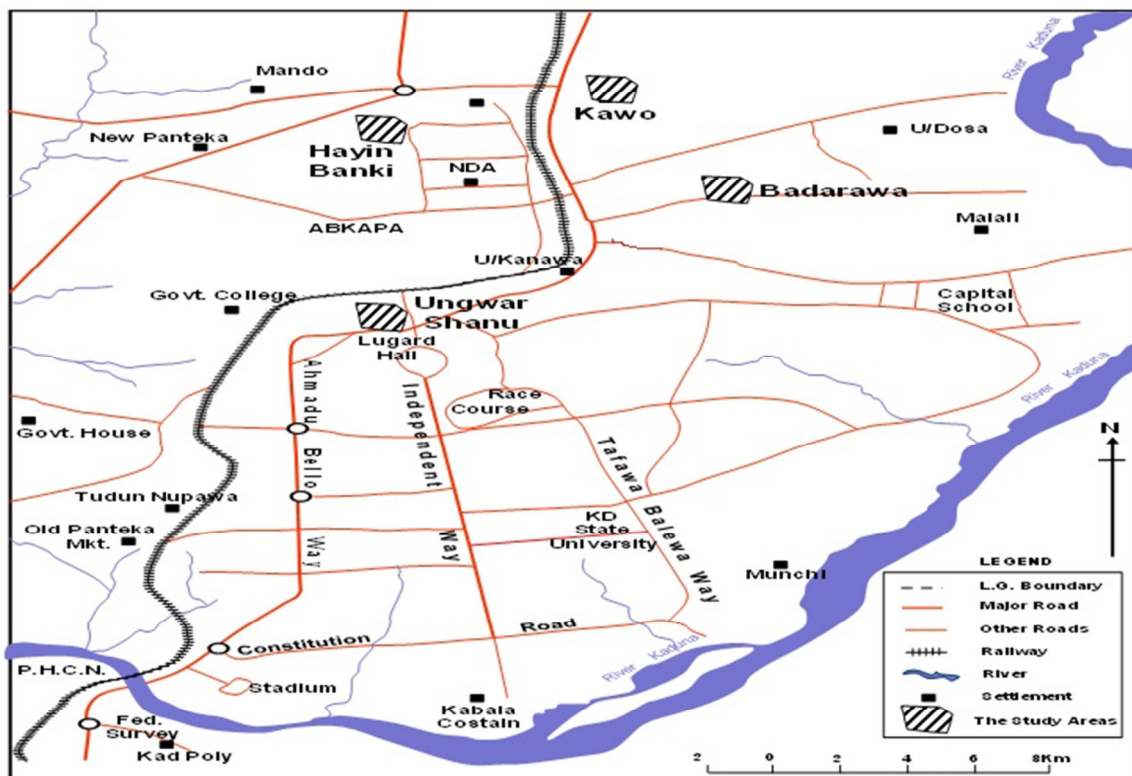 Mando
River Kaduna
Kawo
New Panteka
U/Dosa
Hayin
Banki
NDA
Badarawa
ABKAPA
Malali
U/Kanawa
Govt. College
Ungwar
Shanu
Capital
School
Lugard
Hall
Ahmadu Bello Way
Independent Way
Race
Course
River Kaduna
Govt. House
Tafawa Balewa Way
N
Tudun Nupawa
Old Panteka
Mkt.
KD
State
University
Munchi
LEGEND
L.G. Boundary
Major Road
Other Roads
Railway
River
Settlement
The Study Areas
Constitution Road
River Kaduna
P.H.C.N.
Stadium
Kabala
Costain
Fed.
Survey
Kad Poly
2 0 2 4 6 8Km